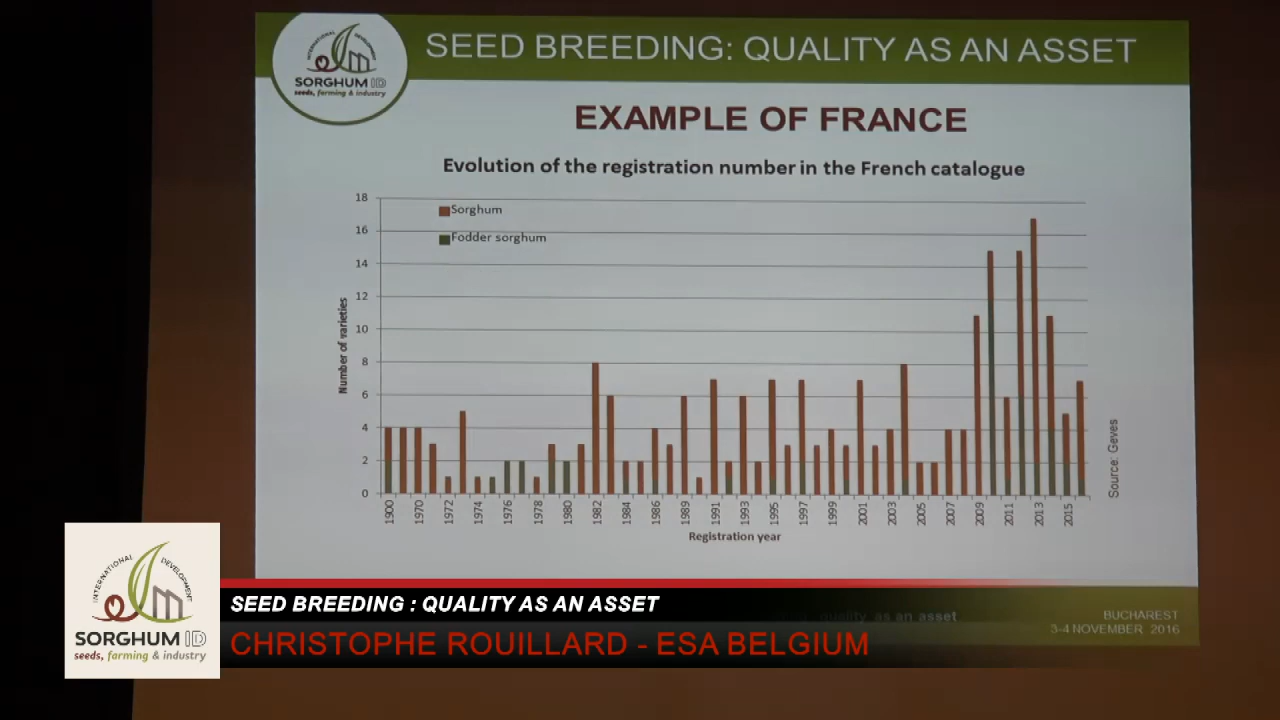 INTERNATIONAL DEVELOPMENT
SORGHUM ID
seeds, farming & industry
SEED BREEDING: QUALITY AS AN ASSET
EXAMPLE OF FRANCE
Evolution of the registration number in the French catalogue
Sorghum
Fodder sorghum
18
16
14
12
10
8
6
4
2
0
Number of varieties
1900 1970 1972 1974 1976 1978 1980 1982 1984 1986 1989 1991 1993 1995 1997 1999 2001 2003 2005 2007 2009 2011 2013 2015
Registration year
Source: Geves
quality as an asset
BUCHAREST
3-4 NOVEMBER 2016
INTERNATIONAL DEVELOPMENT
SORGHUM ID
seeds, farming & industry
SEED BREEDING : QUALITY AS AN ASSET
CHRISTOPHE ROUILLARD - ESA BELGIUM